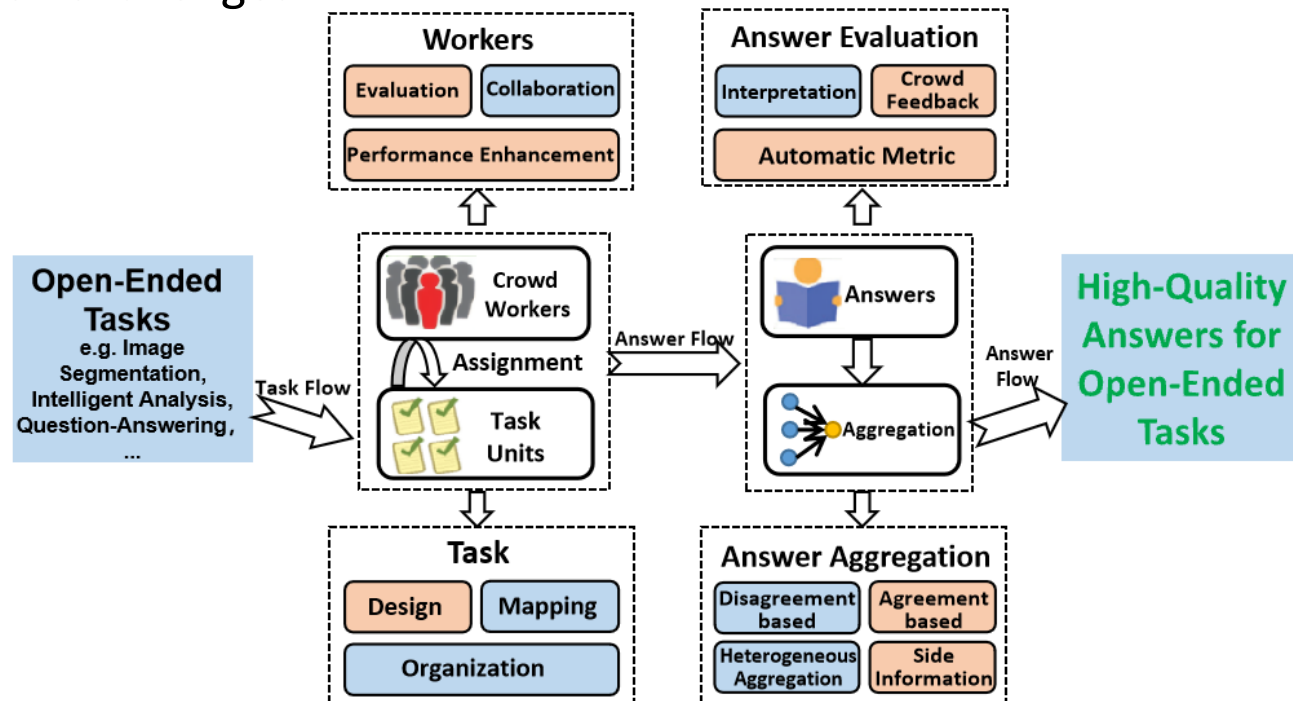 Workers
Evaluation
Collaboration
Performance Enhancement
Answer Evaluation
Interpretation
Crowd
Feedback
Automatic Metric
Open-Ended
Tasks
e.g. Image
Segmentation,
Intelligent Analysis,
Question-Answering,
...
Task Flow
Crowd
Workers
Assignment
Task
Units
Answer Flow
Answers
Aggregation
Answer
Flow
High-Quality
Answers for
Open-Ended
Tasks
Task
Design
Mapping
Organization
Answer Aggregation
Disagreement
based
Agreement
based
Heterogeneous
Aggregation
Side
Information